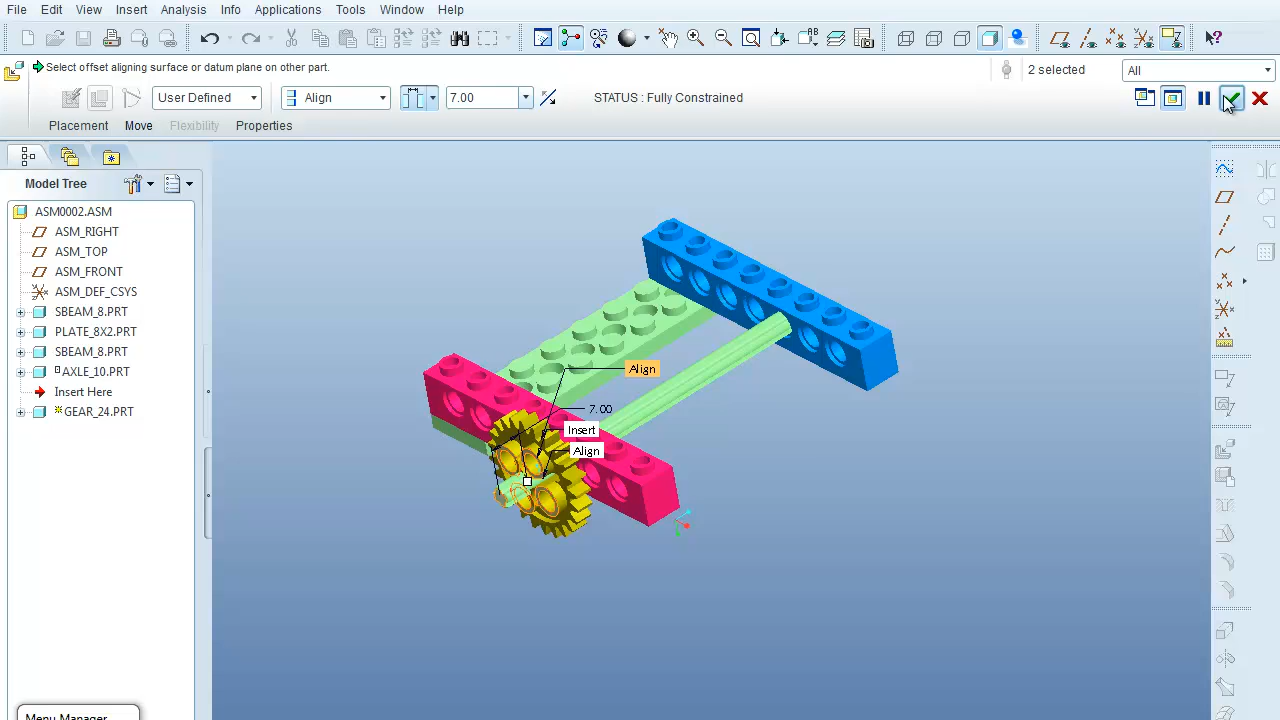 File Edit View Insert Analysis Info Applications Tools Window Help
Select offset aligning surface or datum plane on other part.
2 selected
All
User Defined
Align
7.00
STATUS : Fully Constrained
Placement Move Flexibility Properties
Model Tree
ASM0002.ASM
ASM_RIGHT
ASM_TOP
ASM_FRONT
ASM_DEF_CSYS
SBEAM_8.PRT
PLATE_8X2.PRT
SBEAM_8.PRT
AXLE_10.PRT
Insert Here
GEAR_24.PRT
Align
7.00
Insert
Align
Menu Manager